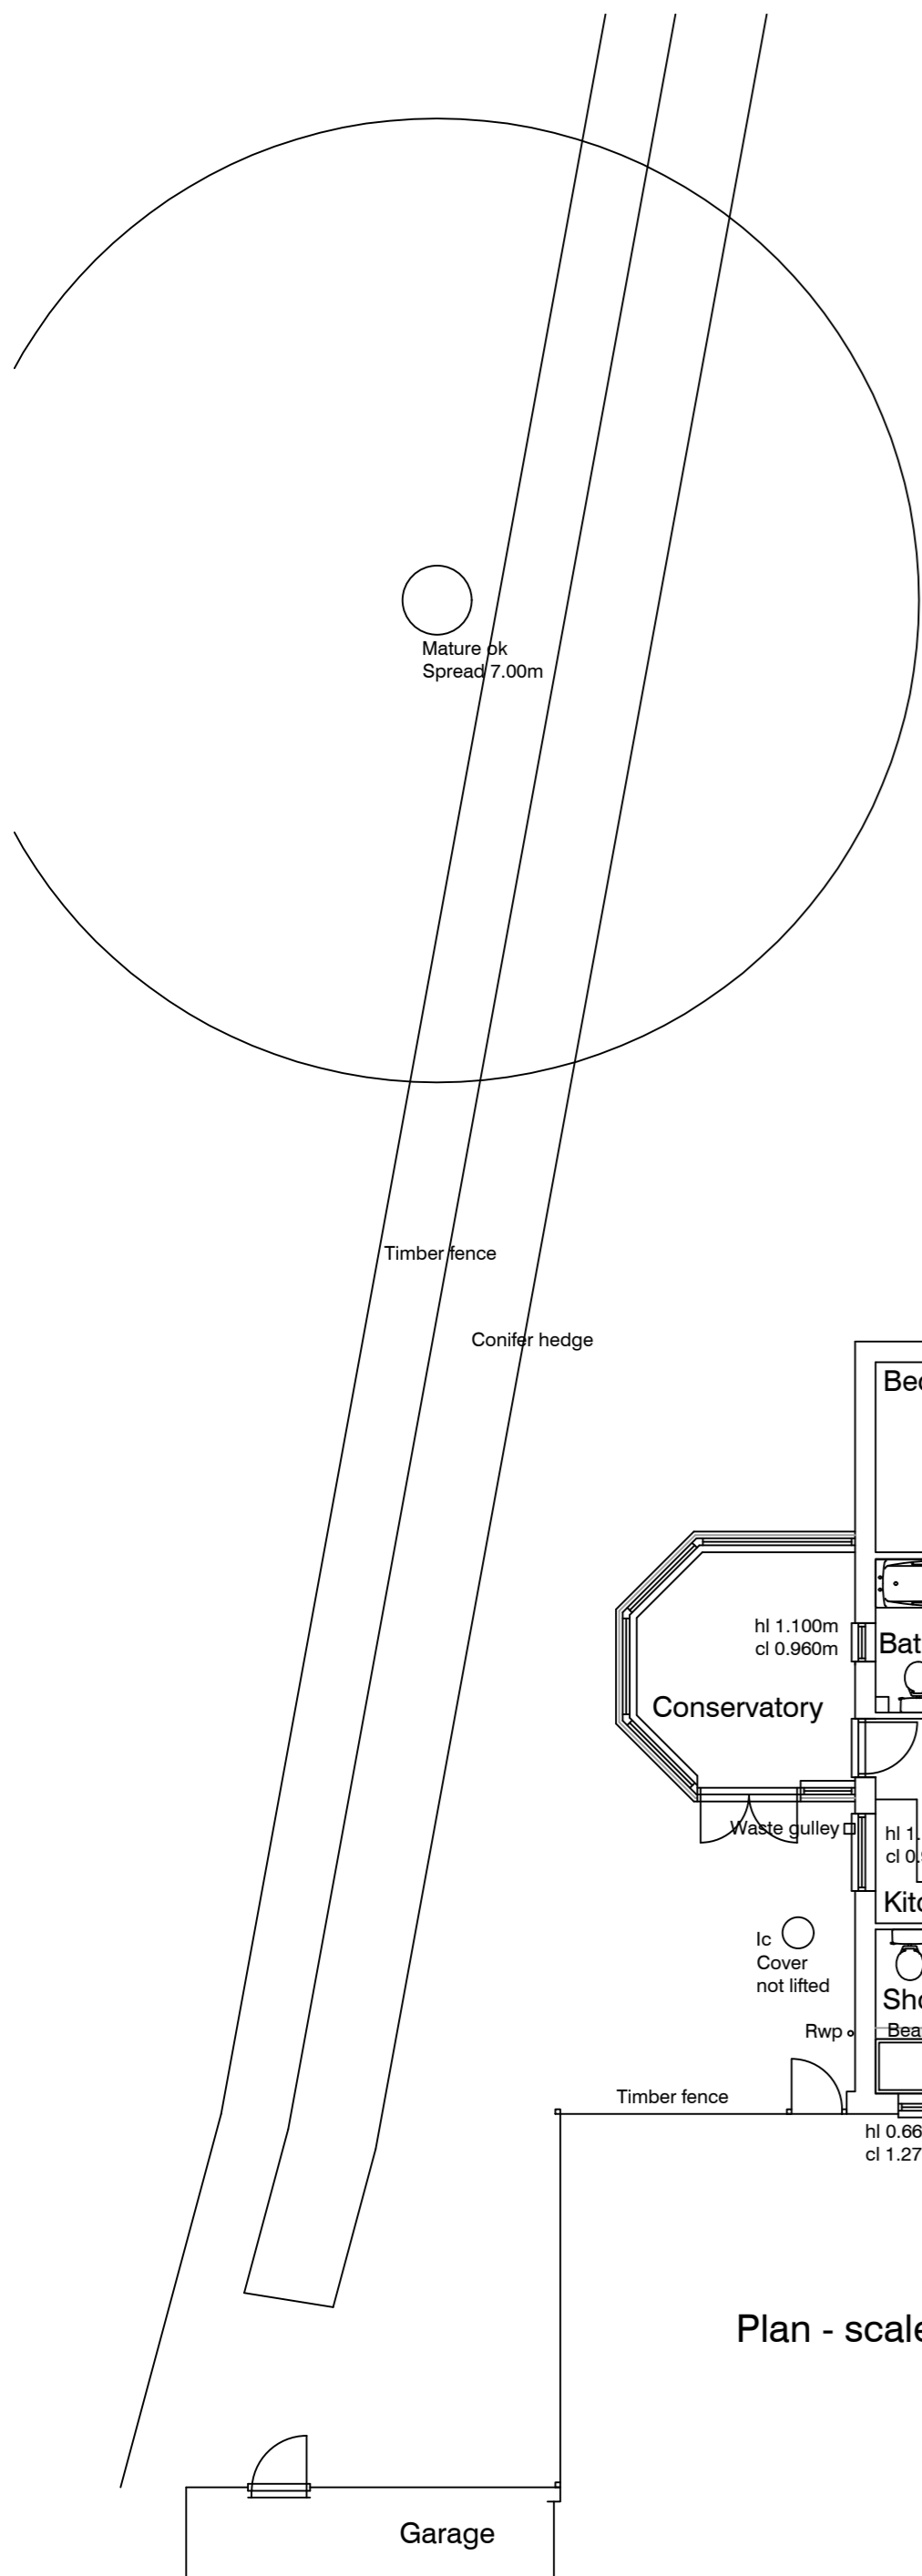 Mature ok
Spread 7.00m
Timber fence
Conifer hedge
hl 1.100m
cl 0.960m
Conservatory
Waste gulley
Ic
Cover
not lifted
Rwp
Timber fence
Plan - scale
Garage